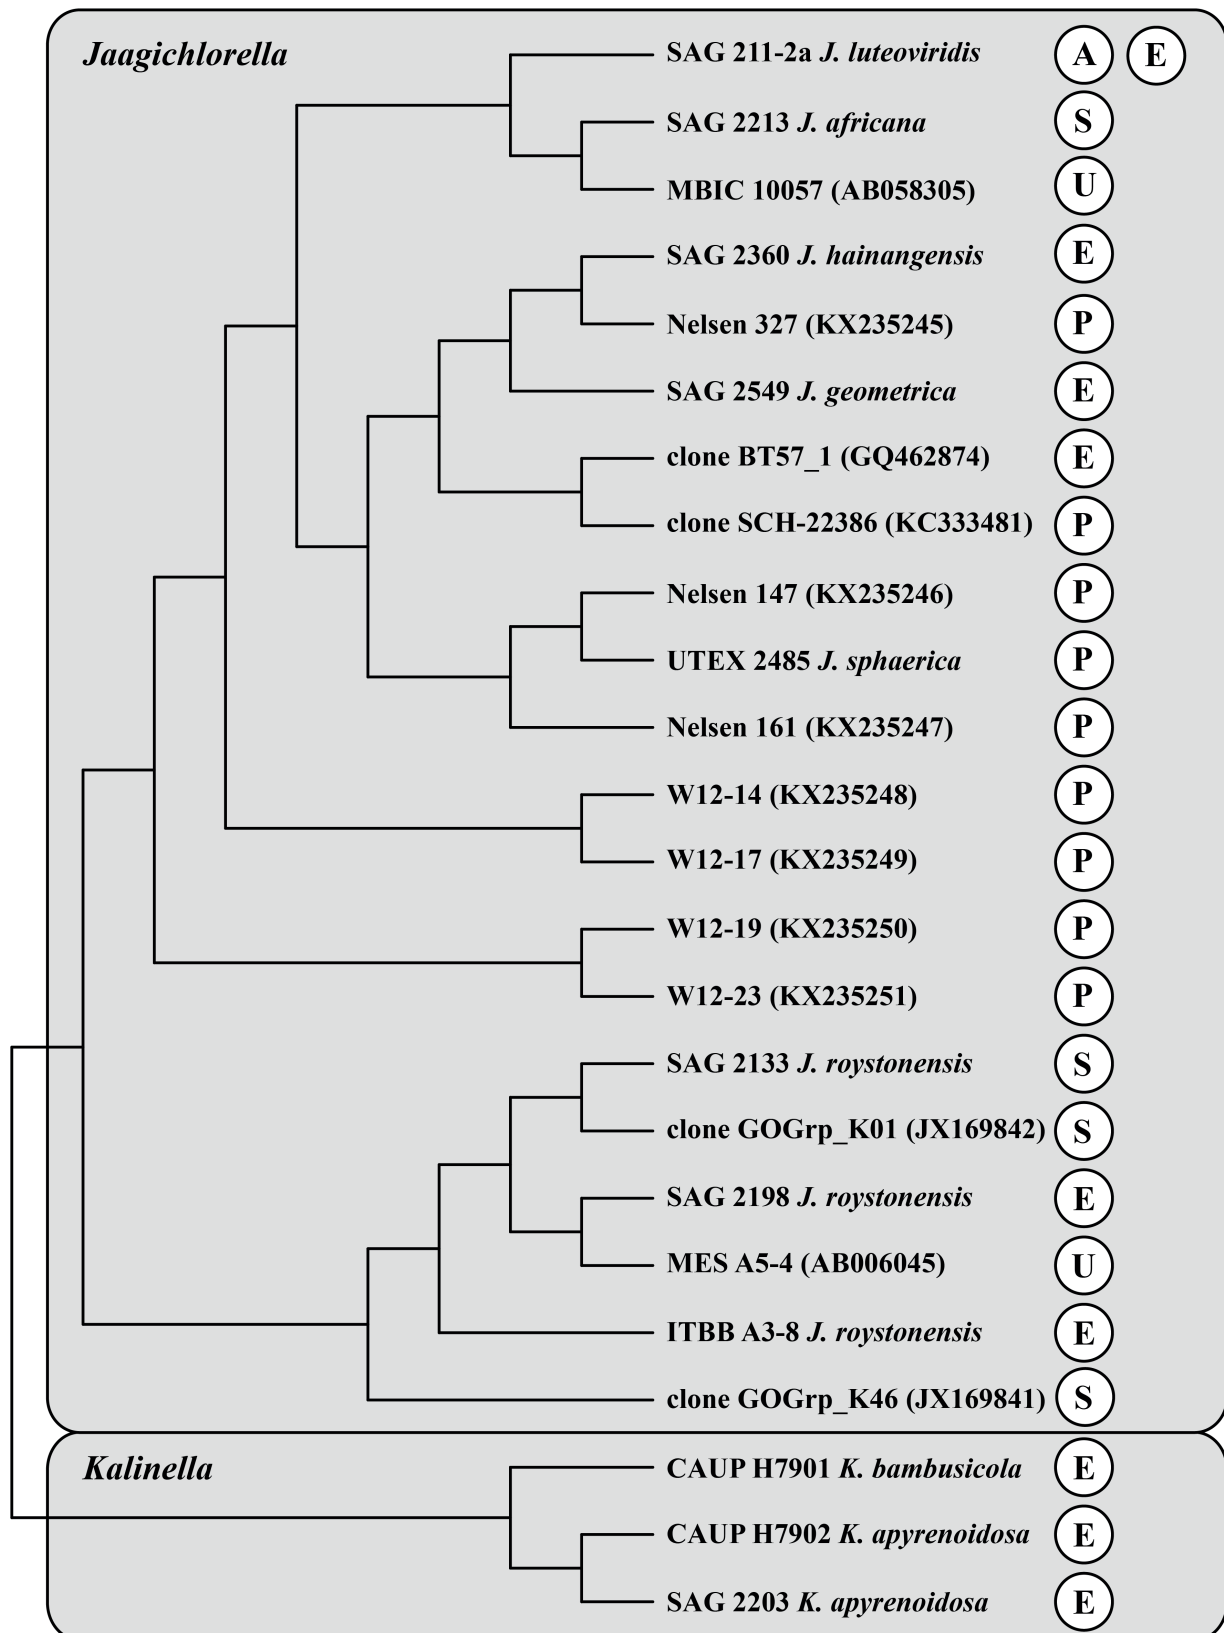 Jaagichlorella
SAG 211-2a J. luteoviridis A E
SAG 2213 J. africana S
MBIC 10057 (AB058305) U
SAG 2360 J. hainangensis E
Nelsen 327 (KX235245) P
SAG 2549 J. geometrica E
clone BT57_1 (GQ462874) E
clone SCH-22386 (KC333481) P
Nelsen 147 (KX235246) P
UTEX 2485 J. sphaerica P
Nelsen 161 (KX235247) P
W12-14 (KX235248) P
W12-17 (KX235249) P
W12-19 (KX235250) P
W12-23 (KX235251) P
SAG 2133 J. roystonensis S
clone GOGrp_K01 (JX169842) S
SAG 2198 J. roystonensis E
MES A5-4 (AB006045) U
ITBB A3-8 J. roystonensis E
clone GOGrp_K46 (JX169841) S
Kalinella
CAUP H7901 K. bambusicola E
CAUP H7902 K. apyrenoidosa E
SAG 2203 K. apyrenoidosa E